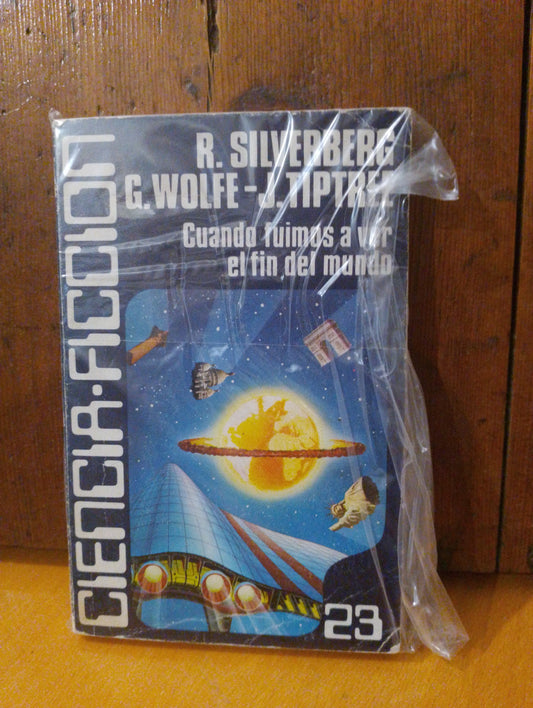 R. SILVERBERG
G. WOLFE - J. TIPTREE
Cuando fuimos a ver
el fin del mundo
CIENCIA-FICCION
23